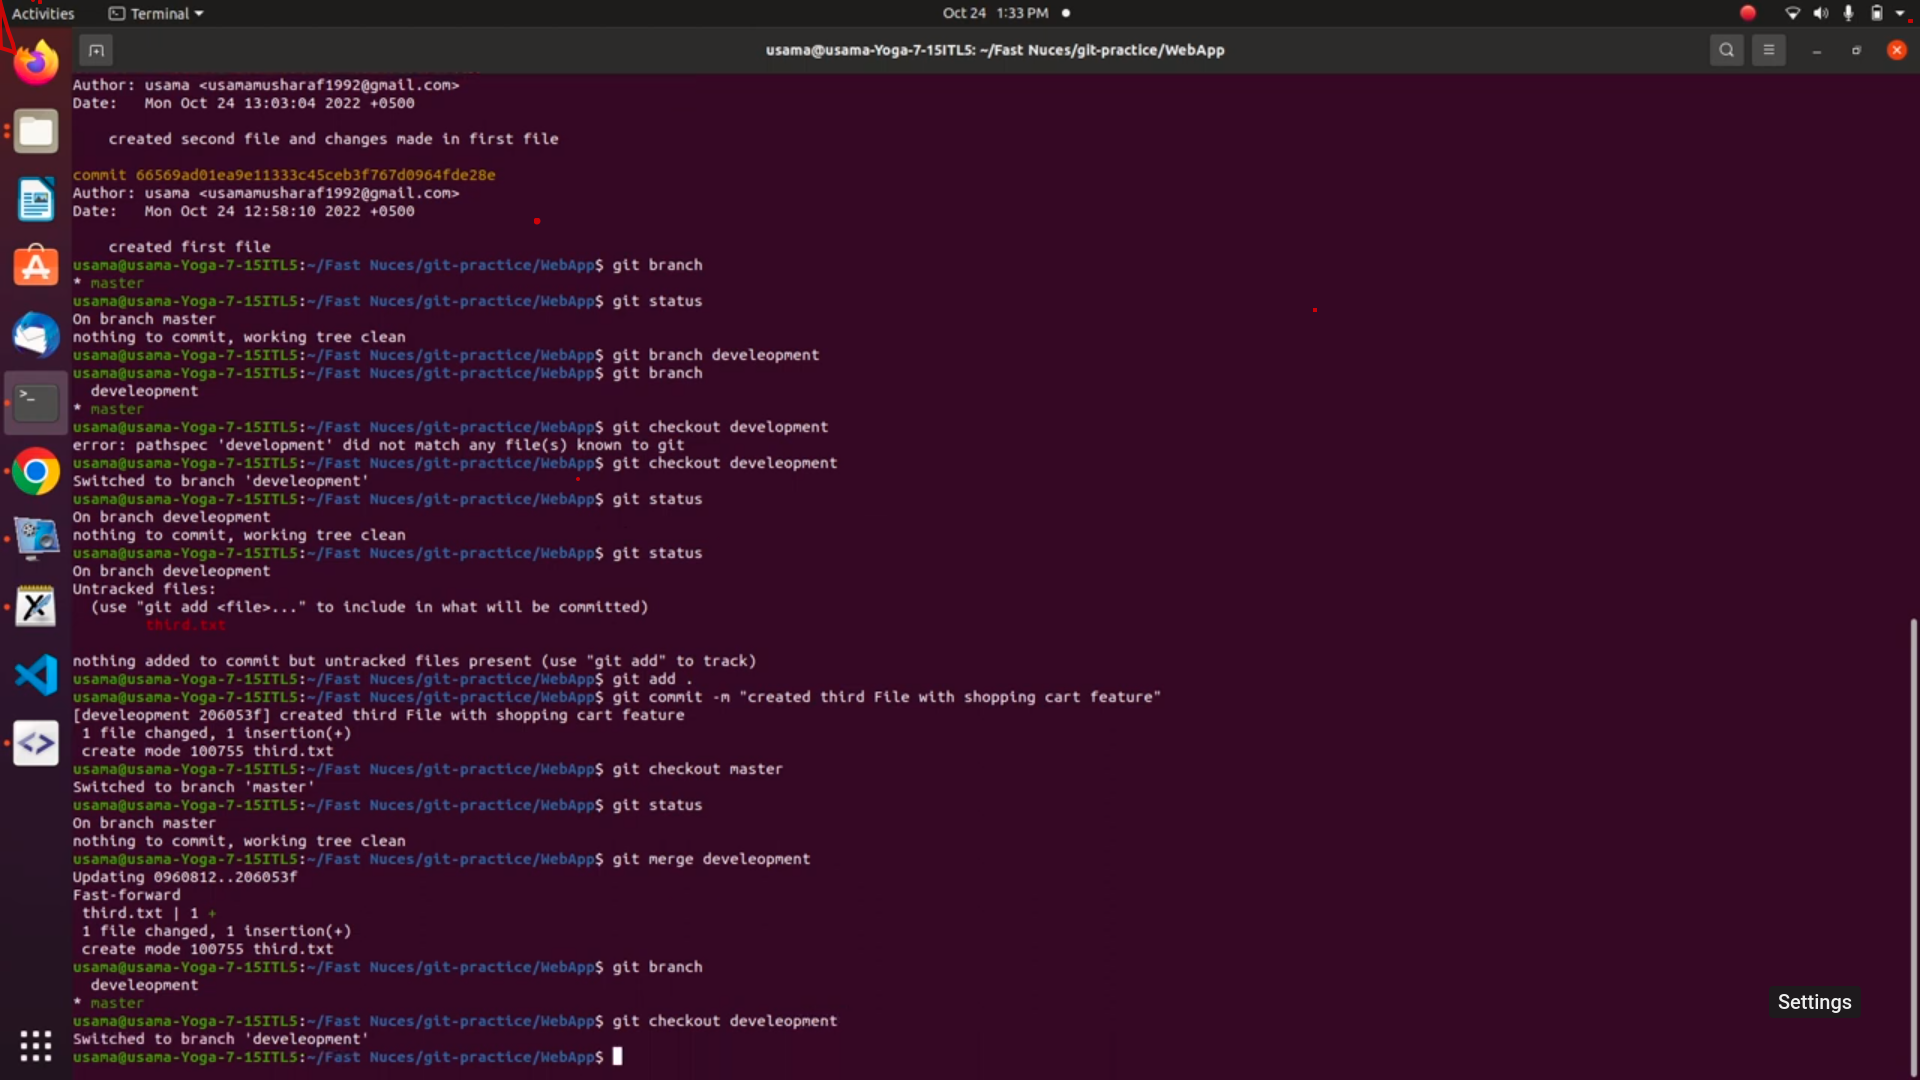 Activities
Terminal
Oct 24 1:33 PM
usama@usama-Yoga-7-15ITL5: ~/Fast Nuces/git-practice/WebApp
Author: usama <usamamusharaf1992@gmail.com>
Date:   Mon Oct 24 13:03:04 2022 +0500
    created second file and changes made in first file
commit 66569ad01ea9e11333c45ceb3f767d0964fde28e
Author: usama <usamamusharaf1992@gmail.com>
Date:   Mon Oct 24 12:58:10 2022 +0500
    created first file
usama@usama-Yoga-7-15ITL5:~/Fast Nuces/git-practice/WebApp$ git branch
* master
usama@usama-Yoga-7-15ITL5:~/Fast Nuces/git-practice/WebApp$ git status
On branch master
nothing to commit, working tree clean
usama@usama-Yoga-7-15ITL5:~/Fast Nuces/git-practice/WebApp$ git branch develeopment
usama@usama-Yoga-7-15ITL5:~/Fast Nuces/git-practice/WebApp$ git branch
  develeopment
* master
usama@usama-Yoga-7-15ITL5:~/Fast Nuces/git-practice/WebApp$ git checkout development
error: pathspec 'development' did not match any file(s) known to git
usama@usama-Yoga-7-15ITL5:~/Fast Nuces/git-practice/WebApp$ git checkout develeopment
Switched to branch 'develeopment'
usama@usama-Yoga-7-15ITL5:~/Fast Nuces/git-practice/WebApp$ git status
On branch develeopment
nothing to commit, working tree clean
usama@usama-Yoga-7-15ITL5:~/Fast Nuces/git-practice/WebApp$ git status
On branch develeopment
Untracked files:
  (use "git add <file>..." to include in what will be committed)
        third.txt
nothing added to commit but untracked files present (use "git add" to track)
usama@usama-Yoga-7-15ITL5:~/Fast Nuces/git-practice/WebApp$ git add .
usama@usama-Yoga-7-15ITL5:~/Fast Nuces/git-practice/WebApp$ git commit -m "created third File with shopping cart feature"
[develeopment 206053f] created third File with shopping cart feature
 1 file changed, 1 insertion(+)
 create mode 100755 third.txt
usama@usama-Yoga-7-15ITL5:~/Fast Nuces/git-practice/WebApp$ git checkout master
Switched to branch 'master'
usama@usama-Yoga-7-15ITL5:~/Fast Nuces/git-practice/WebApp$ git status
On branch master
nothing to commit, working tree clean
usama@usama-Yoga-7-15ITL5:~/Fast Nuces/git-practice/WebApp$ git merge develeopment
Updating 0960812..206053f
Fast-forward
 third.txt | 1 +
 1 file changed, 1 insertion(+)
 create mode 100755 third.txt
usama@usama-Yoga-7-15ITL5:~/Fast Nuces/git-practice/WebApp$ git branch
  develeopment
* master
usama@usama-Yoga-7-15ITL5:~/Fast Nuces/git-practice/WebApp$ git checkout develeopment
Switched to branch 'develeopment'
usama@usama-Yoga-7-15ITL5:~/Fast Nuces/git-practice/WebApp$
Settings